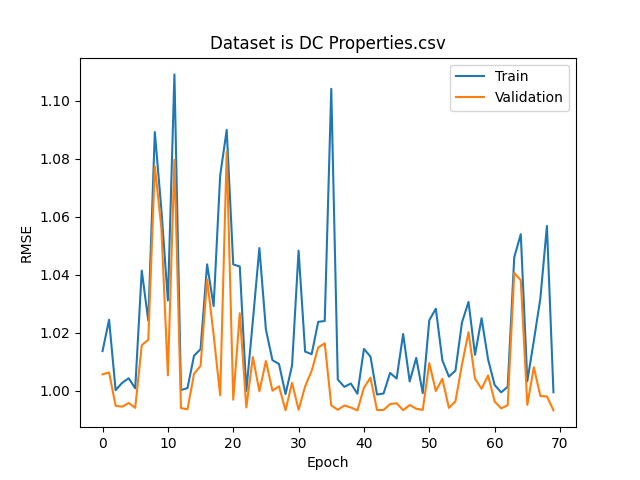 Dataset is DC Properties.csv
Train
Validation
RMSE
1.10
1.08
1.06
1.04
1.02
1.00
0 10 20 30 40 50 60 70
Epoch